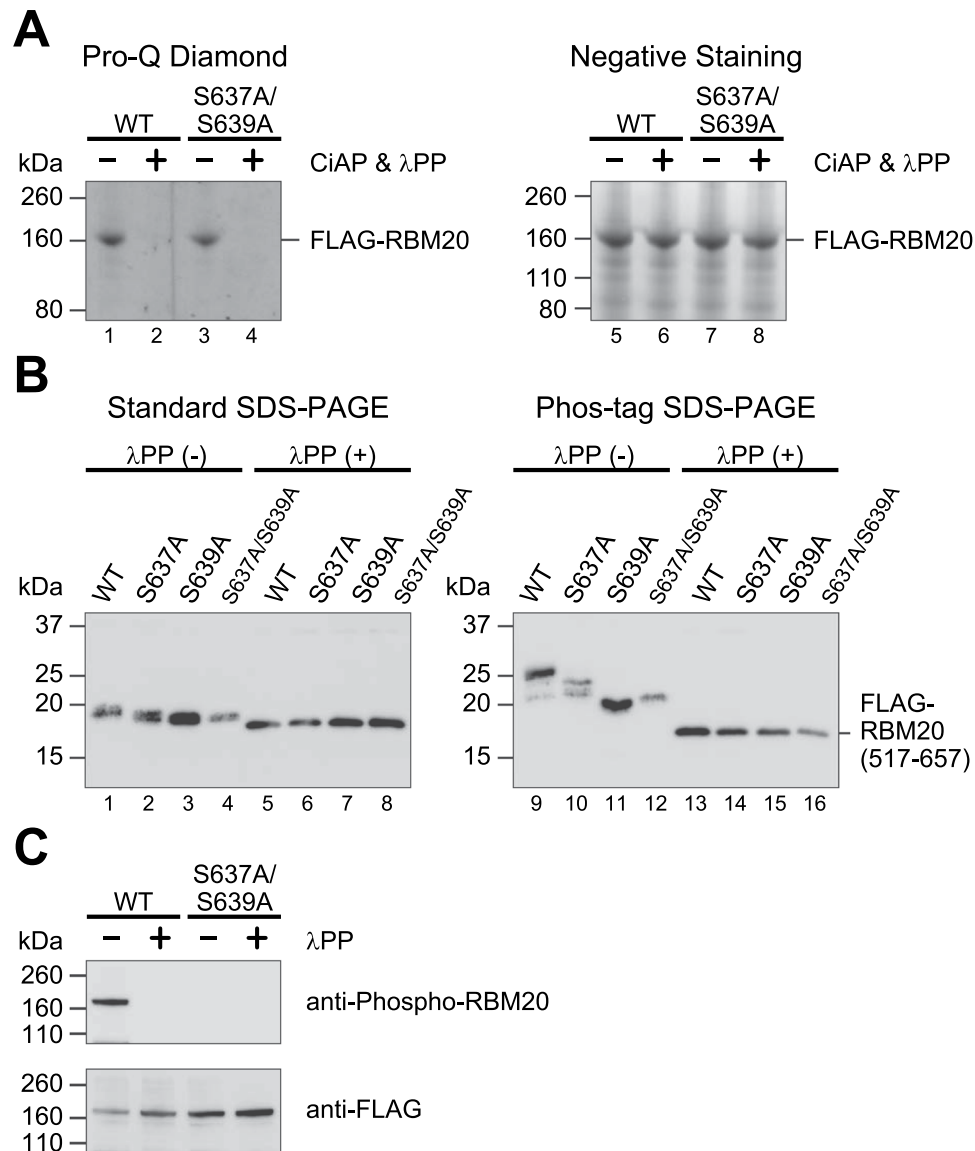 A
Pro-Q Diamond
Negative Staining
WT
S637A/
S639A
WT
S637A/
S639A
kDa
− + − +
CiAP & λPP
− + − +
CiAP & λPP
260
160
80
FLAG-RBM20
260
160
110
80
FLAG-RBM20
1 2 3 4
5 6 7 8
B
Standard SDS-PAGE
Phos-tag SDS-PAGE
λPP (-)
λPP (+)
λPP (-)
λPP (+)
kDa
WT
S637A
S639A
S637A/S639A
WT
S637A
S639A
S637A/S639A
kDa
WT
S637A
S639A
S637A/S639A
WT
S637A
S639A
S637A/S639A
37
25
20
15
37
25
20
15
FLAG-
RBM20
(517-657)
1 2 3 4 5 6 7 8
9 10 11 12 13 14 15 16
C
WT
S637A/
S639A
kDa
− + − +
λPP
260
160
110
anti-Phospho-RBM20
260
160
110
anti-FLAG